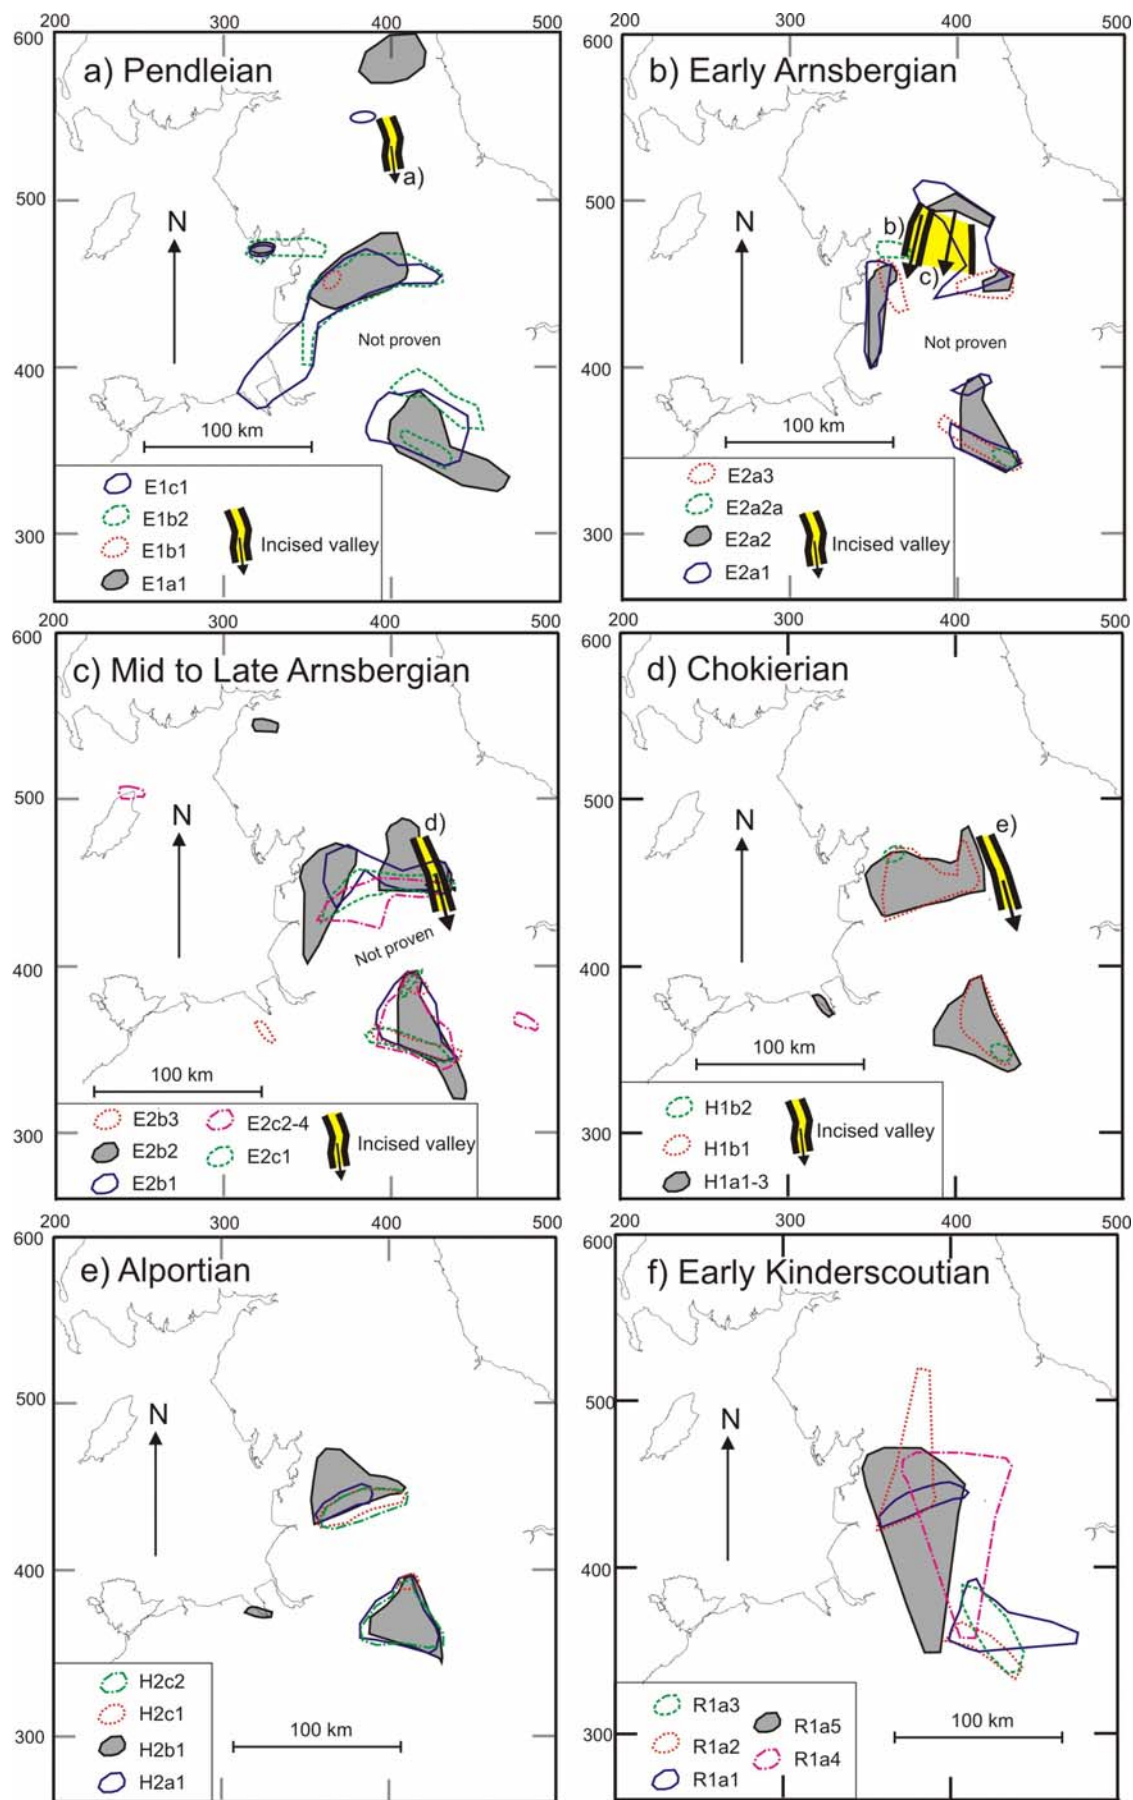 200 300 400 500
600
a) Pendleian
a)
500
N
Not proven
400
100 km
E1c1
E1b2
E1b1
E1a1
Incised valley
300
200 300 400 500
600
b) Early Arnsbergian
500
b)
c)
N
Not proven
400
100 km
E2a3
E2a2a
E2a2
E2a1
Incised valley
300
200 300 400 500
600
c) Mid to Late Arnsbergian
500
d)
N
Not proven
400
100 km
E2b3
E2b2
E2b1
E2c2-4
E2c1
Incised valley
300
200 300 400 500
600
d) Chokierian
500
e)
N
400
100 km
H1b2
H1b1
H1a1-3
Incised valley
300
200 300 400 500
600
e) Alportian
500
N
400
H2c2
H2c1
H2b1
H2a1
100 km
300
200 300 400 500
600
f) Early Kinderscoutian
500
N
400
R1a3
R1a2
R1a1
R1a5
R1a4
100 km
300